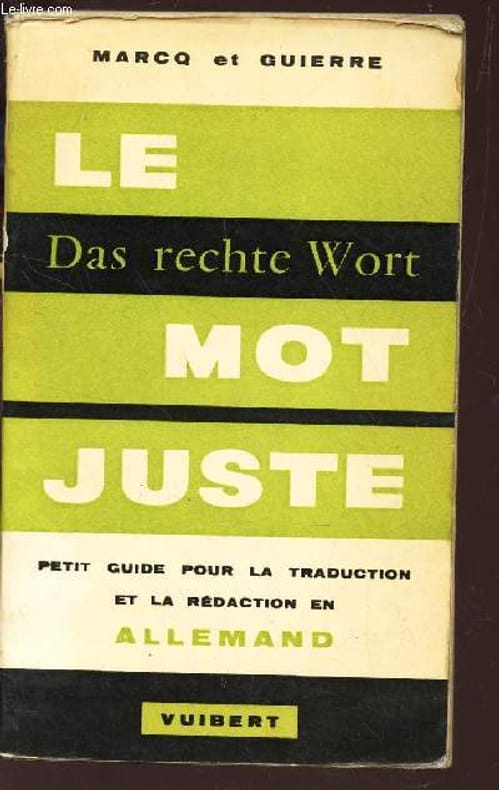 Le-livre.com
MARCQ et GUIERRE
LE
Das rechte Wort
MOT
JUSTE
PETIT GUIDE POUR LA TRADUCTION
ET LA RÉDACTION EN
ALLEMAND
VUIBERT